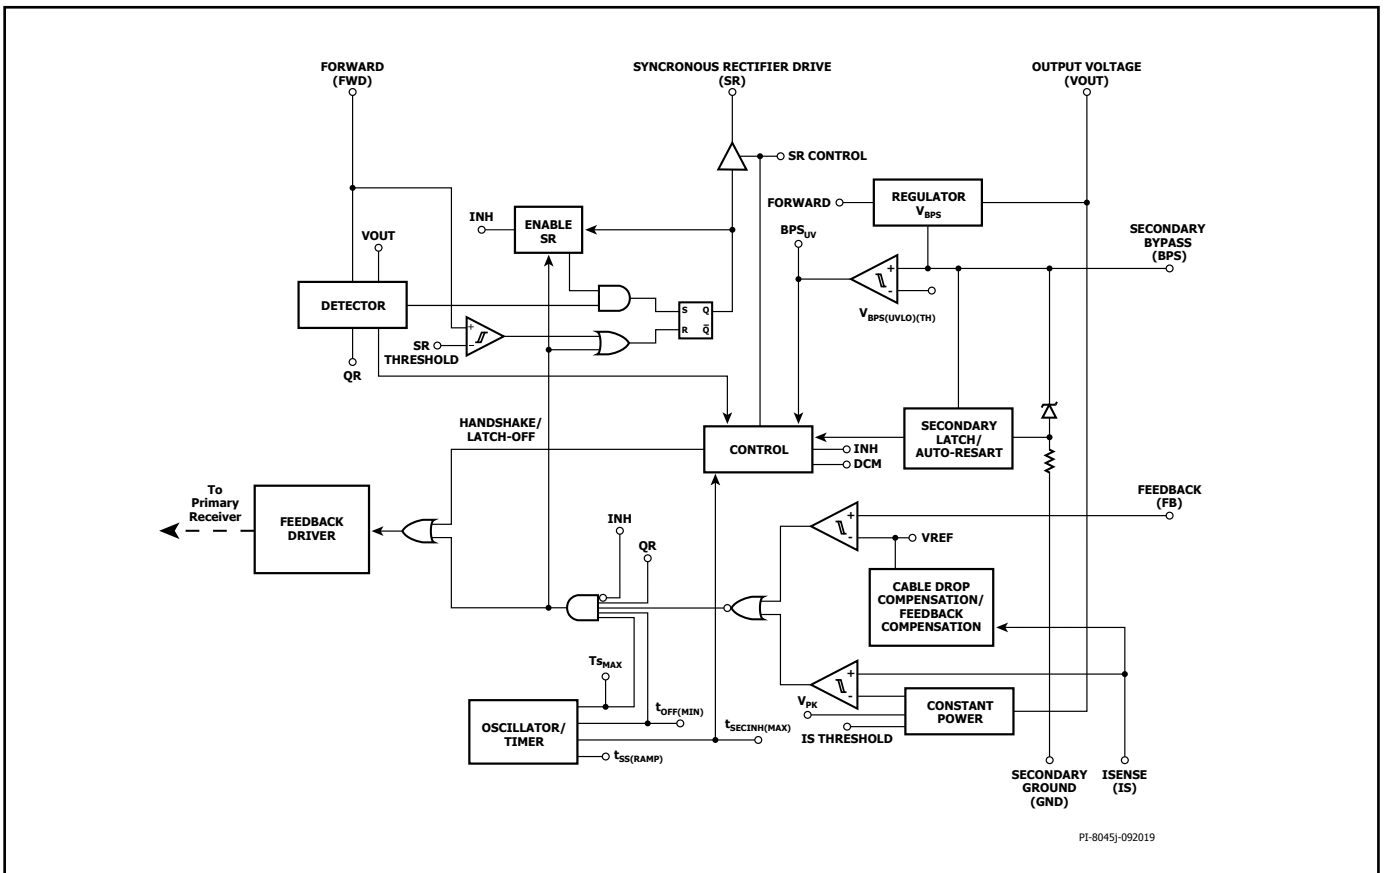 FORWARD
(FWD)
SYNCRONOUS RECTIFIER DRIVE
(SR)
OUTPUT VOLTAGE
(VOUT)
SR CONTROL
FORWARD
REGULATOR
VBPS
INH
ENABLE
SR
VOUT
BPSUV
SECONDARY
BYPASS
(BPS)
DETECTOR
+
-
VBPS(UVLO)(TH)
S Q
R Q̅
+
-
SR
THRESHOLD
QR
HANDSHAKE/
LATCH-OFF
CONTROL
INH
DCM
SECONDARY
LATCH/
AUTO-RESART
To
Primary
Receiver
FEEDBACK
DRIVER
INH
QR
+
-
VREF
FEEDBACK
(FB)
CABLE DROP
COMPENSATION/
FEEDBACK
COMPENSATION
TsMAX
+
-
VPK
CONSTANT
POWER
IS THRESHOLD
OSCILLATOR/
TIMER
tOFF(MIN)
tSECINH(MAX)
tSS(RAMP)
SECONDARY
GROUND
(GND)
ISENSE
(IS)
PI-8045j-092019